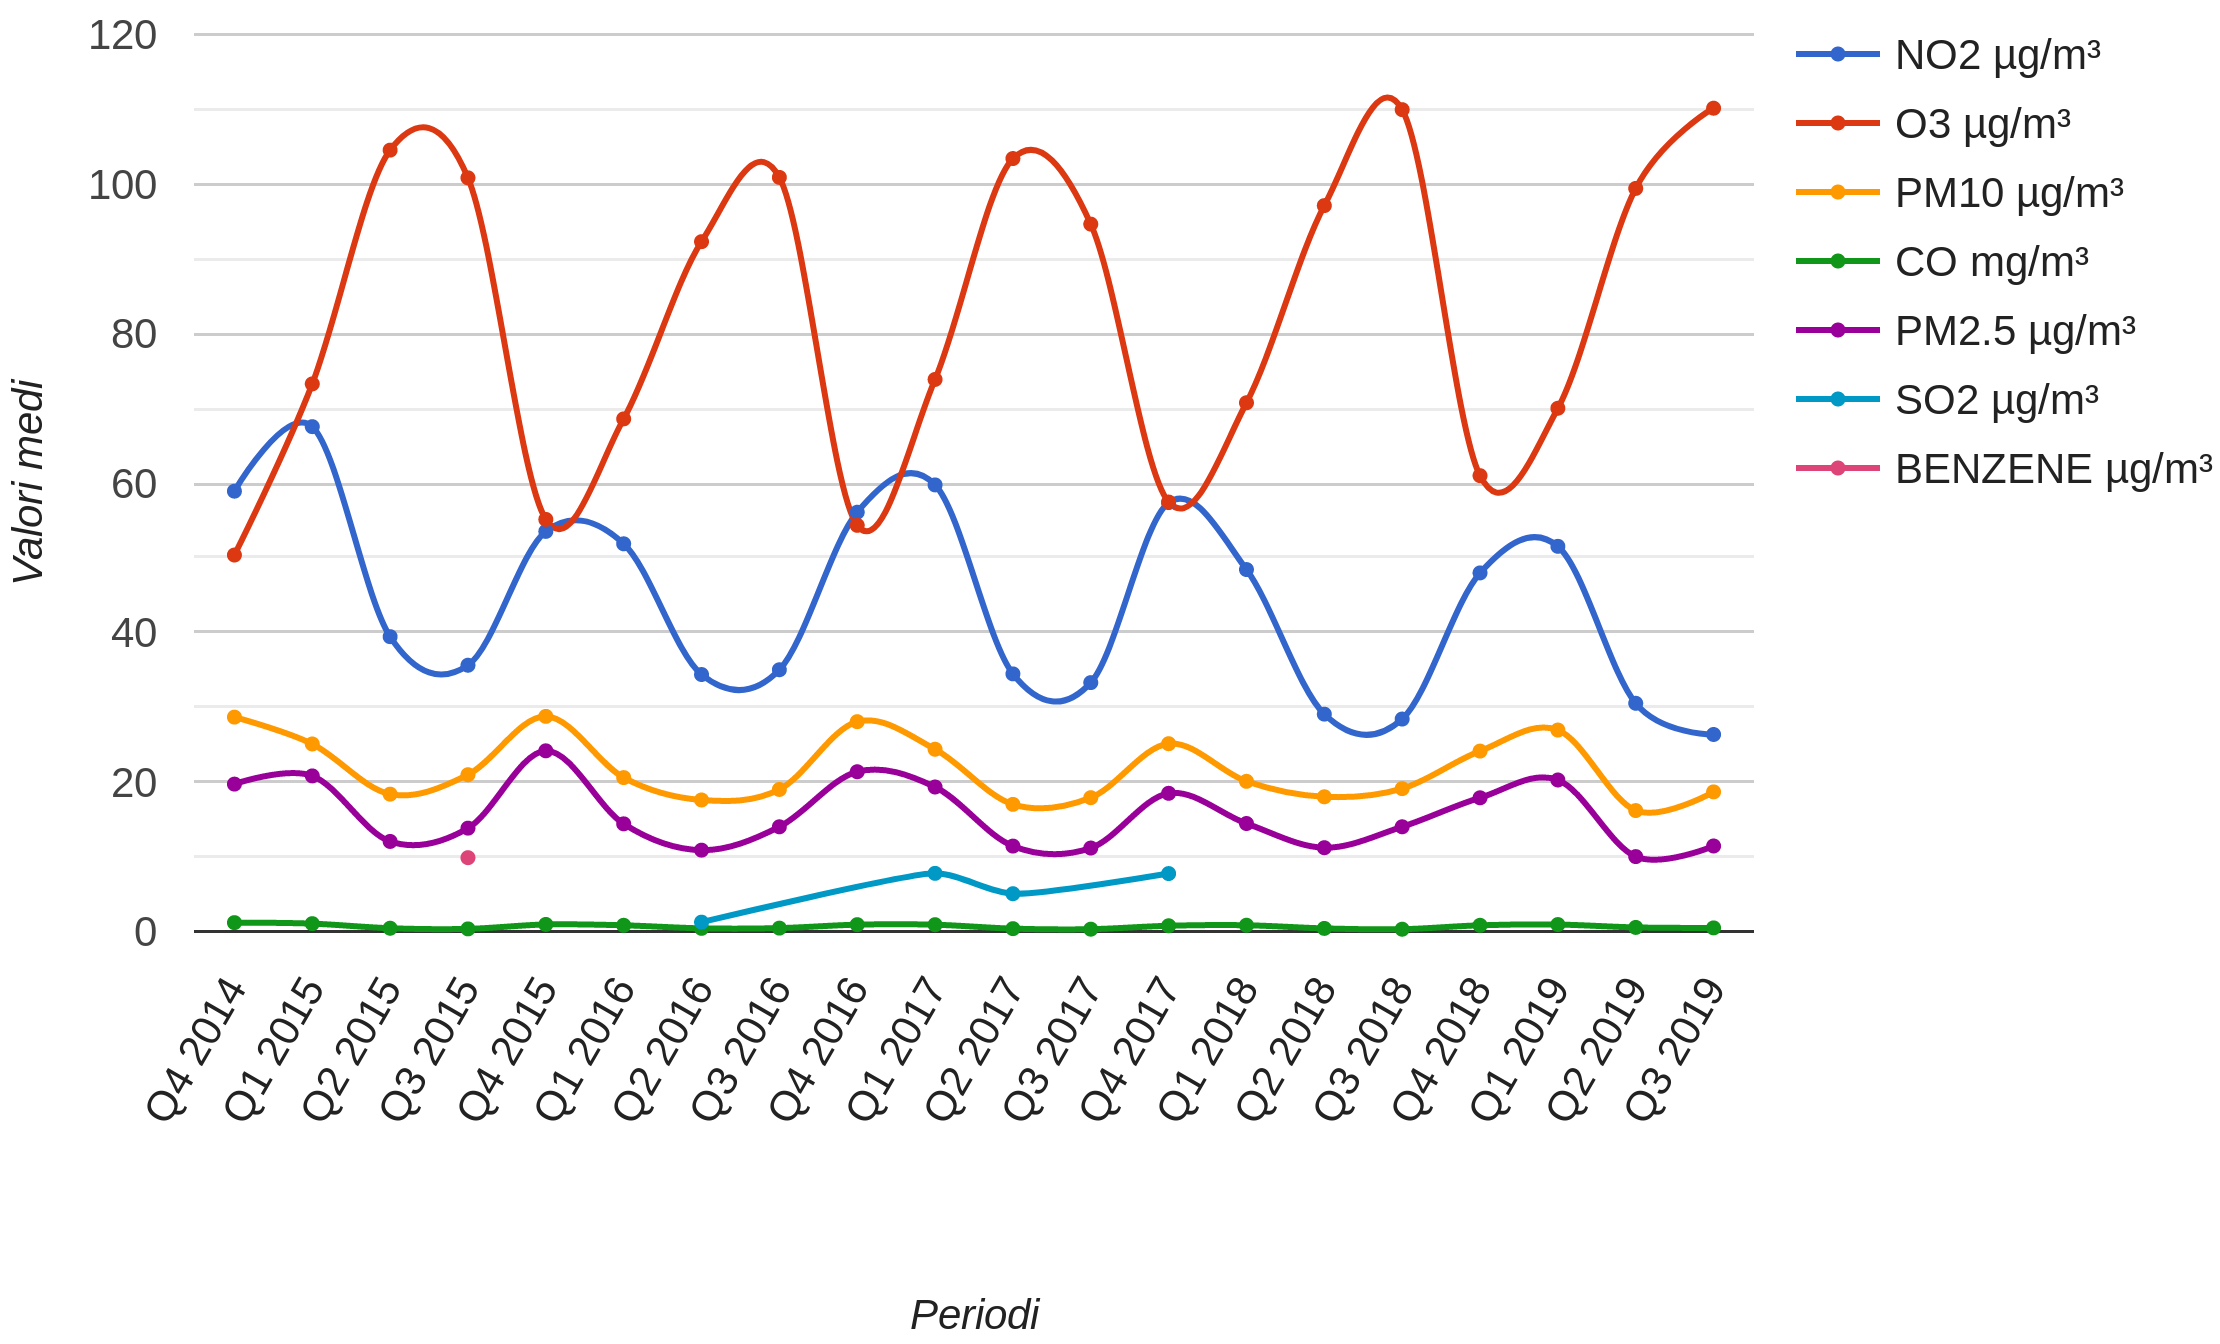 120
100
80
60
40
20
0
Valori medi
Q4 2014
Q1 2015
Q2 2015
Q3 2015
Q4 2015
Q1 2016
Q2 2016
Q3 2016
Q4 2016
Q1 2017
Q2 2017
Q3 2017
Q4 2017
Q1 2018
Q2 2018
Q3 2018
Q4 2018
Q1 2019
Q2 2019
Q3 2019
Periodi
NO2 µg/m³
O3 µg/m³
PM10 µg/m³
CO mg/m³
PM2.5 µg/m³
SO2 µg/m³
BENZENE µg/m³